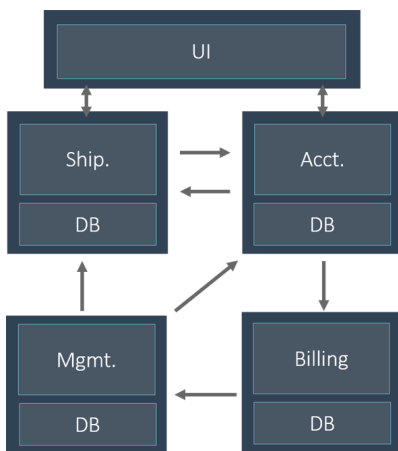 UI
Ship.
Acct.
DB
DB
Mgmt.
Billing
DB
DB